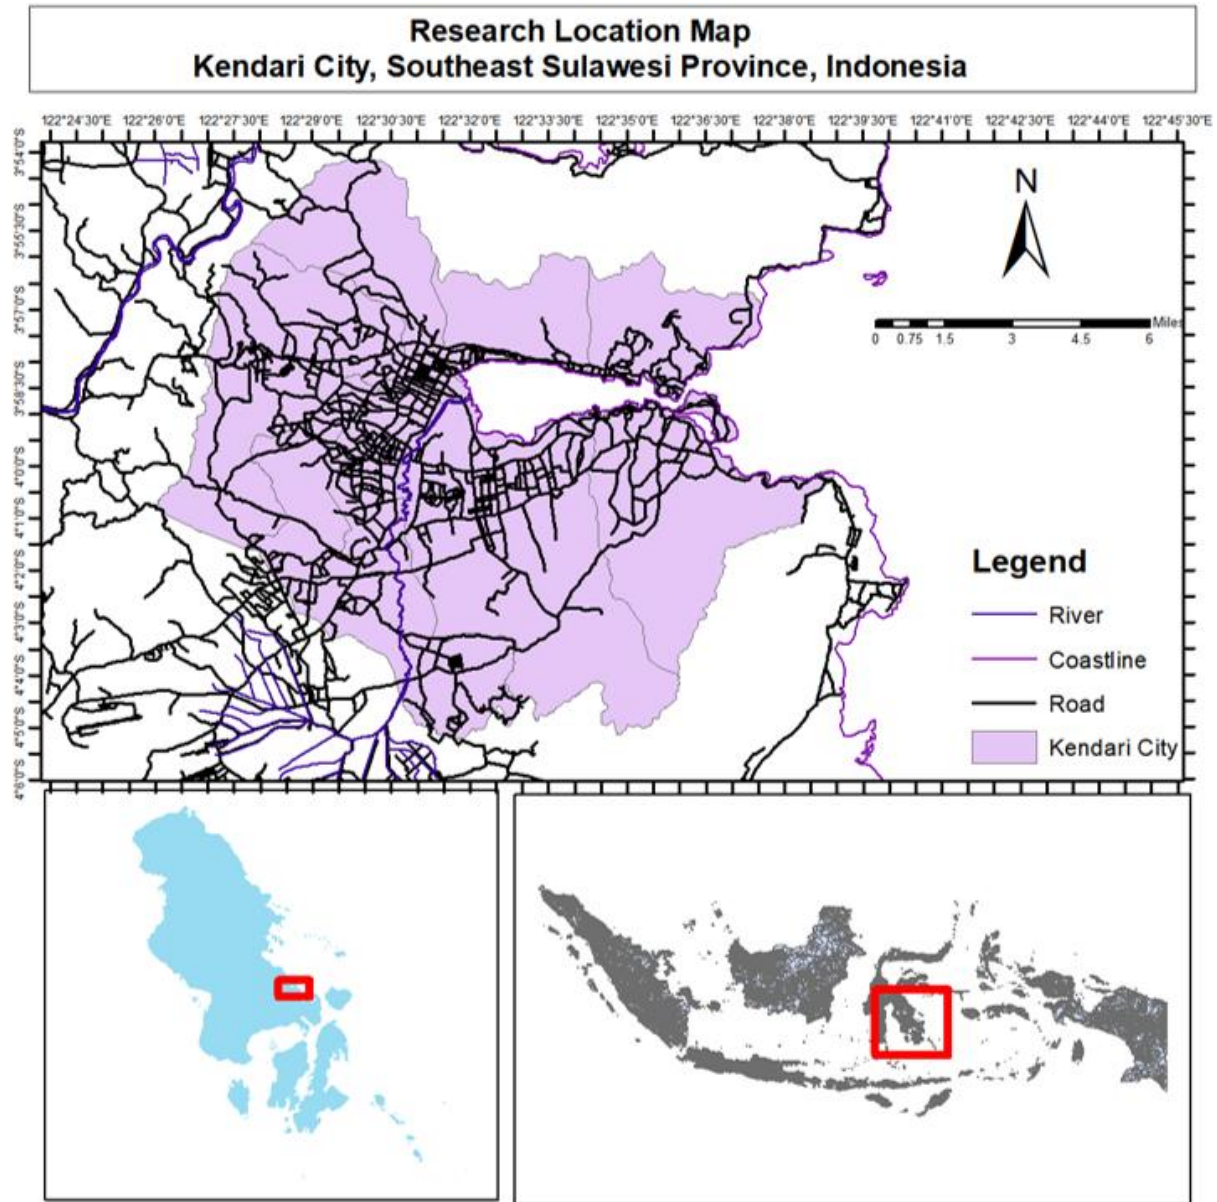 Research Location Map
Kendari City, Southeast Sulawesi Province, Indonesia
122°24'30"E 122°26'0"E 122°27'30"E 122°29'0"E 122°30'30"E 122°32'0"E 122°33'30"E 122°35'0"E 122°36'30"E 122°38'0"E 122°39'30"E 122°41'0"E 122°42'30"E 122°44'0"E 122°45'30"E
3°54'0"S
3°55'30"S
3°57'0"S
3°58'30"S
4°0'0"S
4°1'0"S
4°2'0"S
4°3'0"S
4°4'0"S
4°5'0"S
4°6'0"S
N
Miles
0 0.75 1.5 3 4.5 6
Legend
River
Coastline
Road
Kendari City